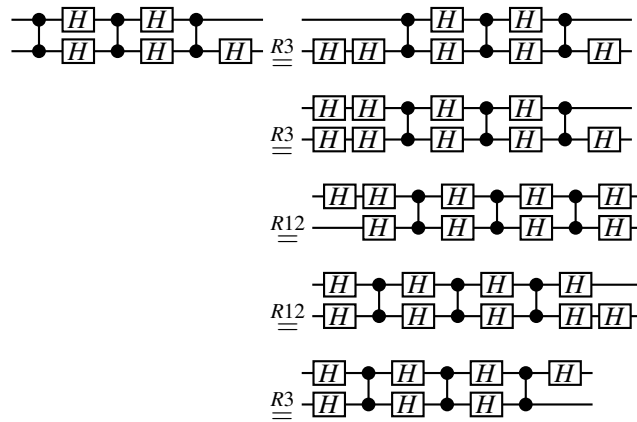 H H H H
H H H R3 = H H H H H
H H H H
R3 = H H H H H
H H H H H
R12 = H H H H
H H H H
R12 = H H H H H
H H H H
R3 = H H H